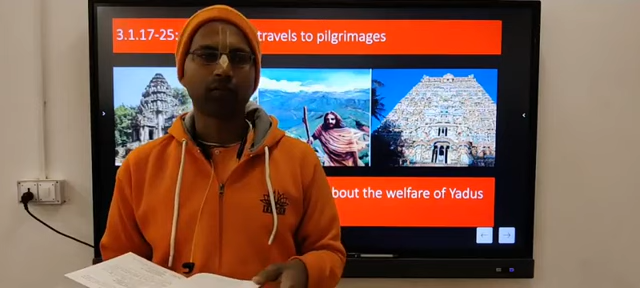 3.1.17-25: travels to pilgrimages
bout the welfare of Yadus